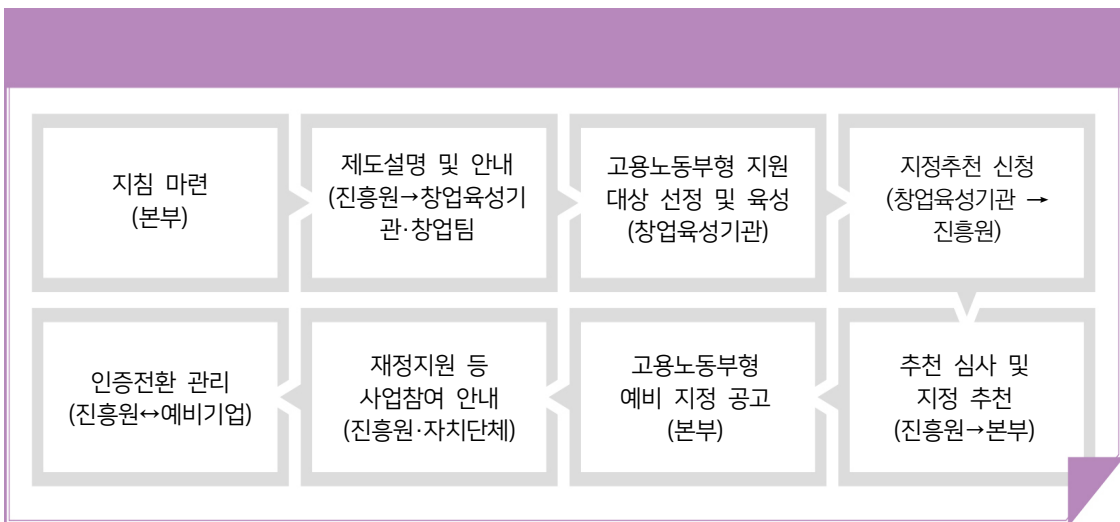 지침 마련
(본부)
제도설명 및 안내
(진흥원→창업육성기
관·창업팀
고용노동부형 지원
대상 선정 및 육성
(창업육성기관)
지정추천 신청
(창업육성기관 →
진흥원)
추천 심사 및
지정 추천
(진흥원→본부)
고용노동부형
예비 지정 공고
(본부)
재정지원 등
사업참여 안내
(진흥원·자치단체)
인증전환 관리
(진흥원↔예비기업)